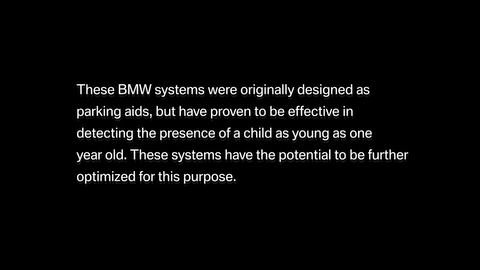 These BMW systems were originally designed as
parking aids, but have proven to be effective in
detecting the presence of a child as young as one
year old. These systems have the potential to be further
optimized for this purpose.